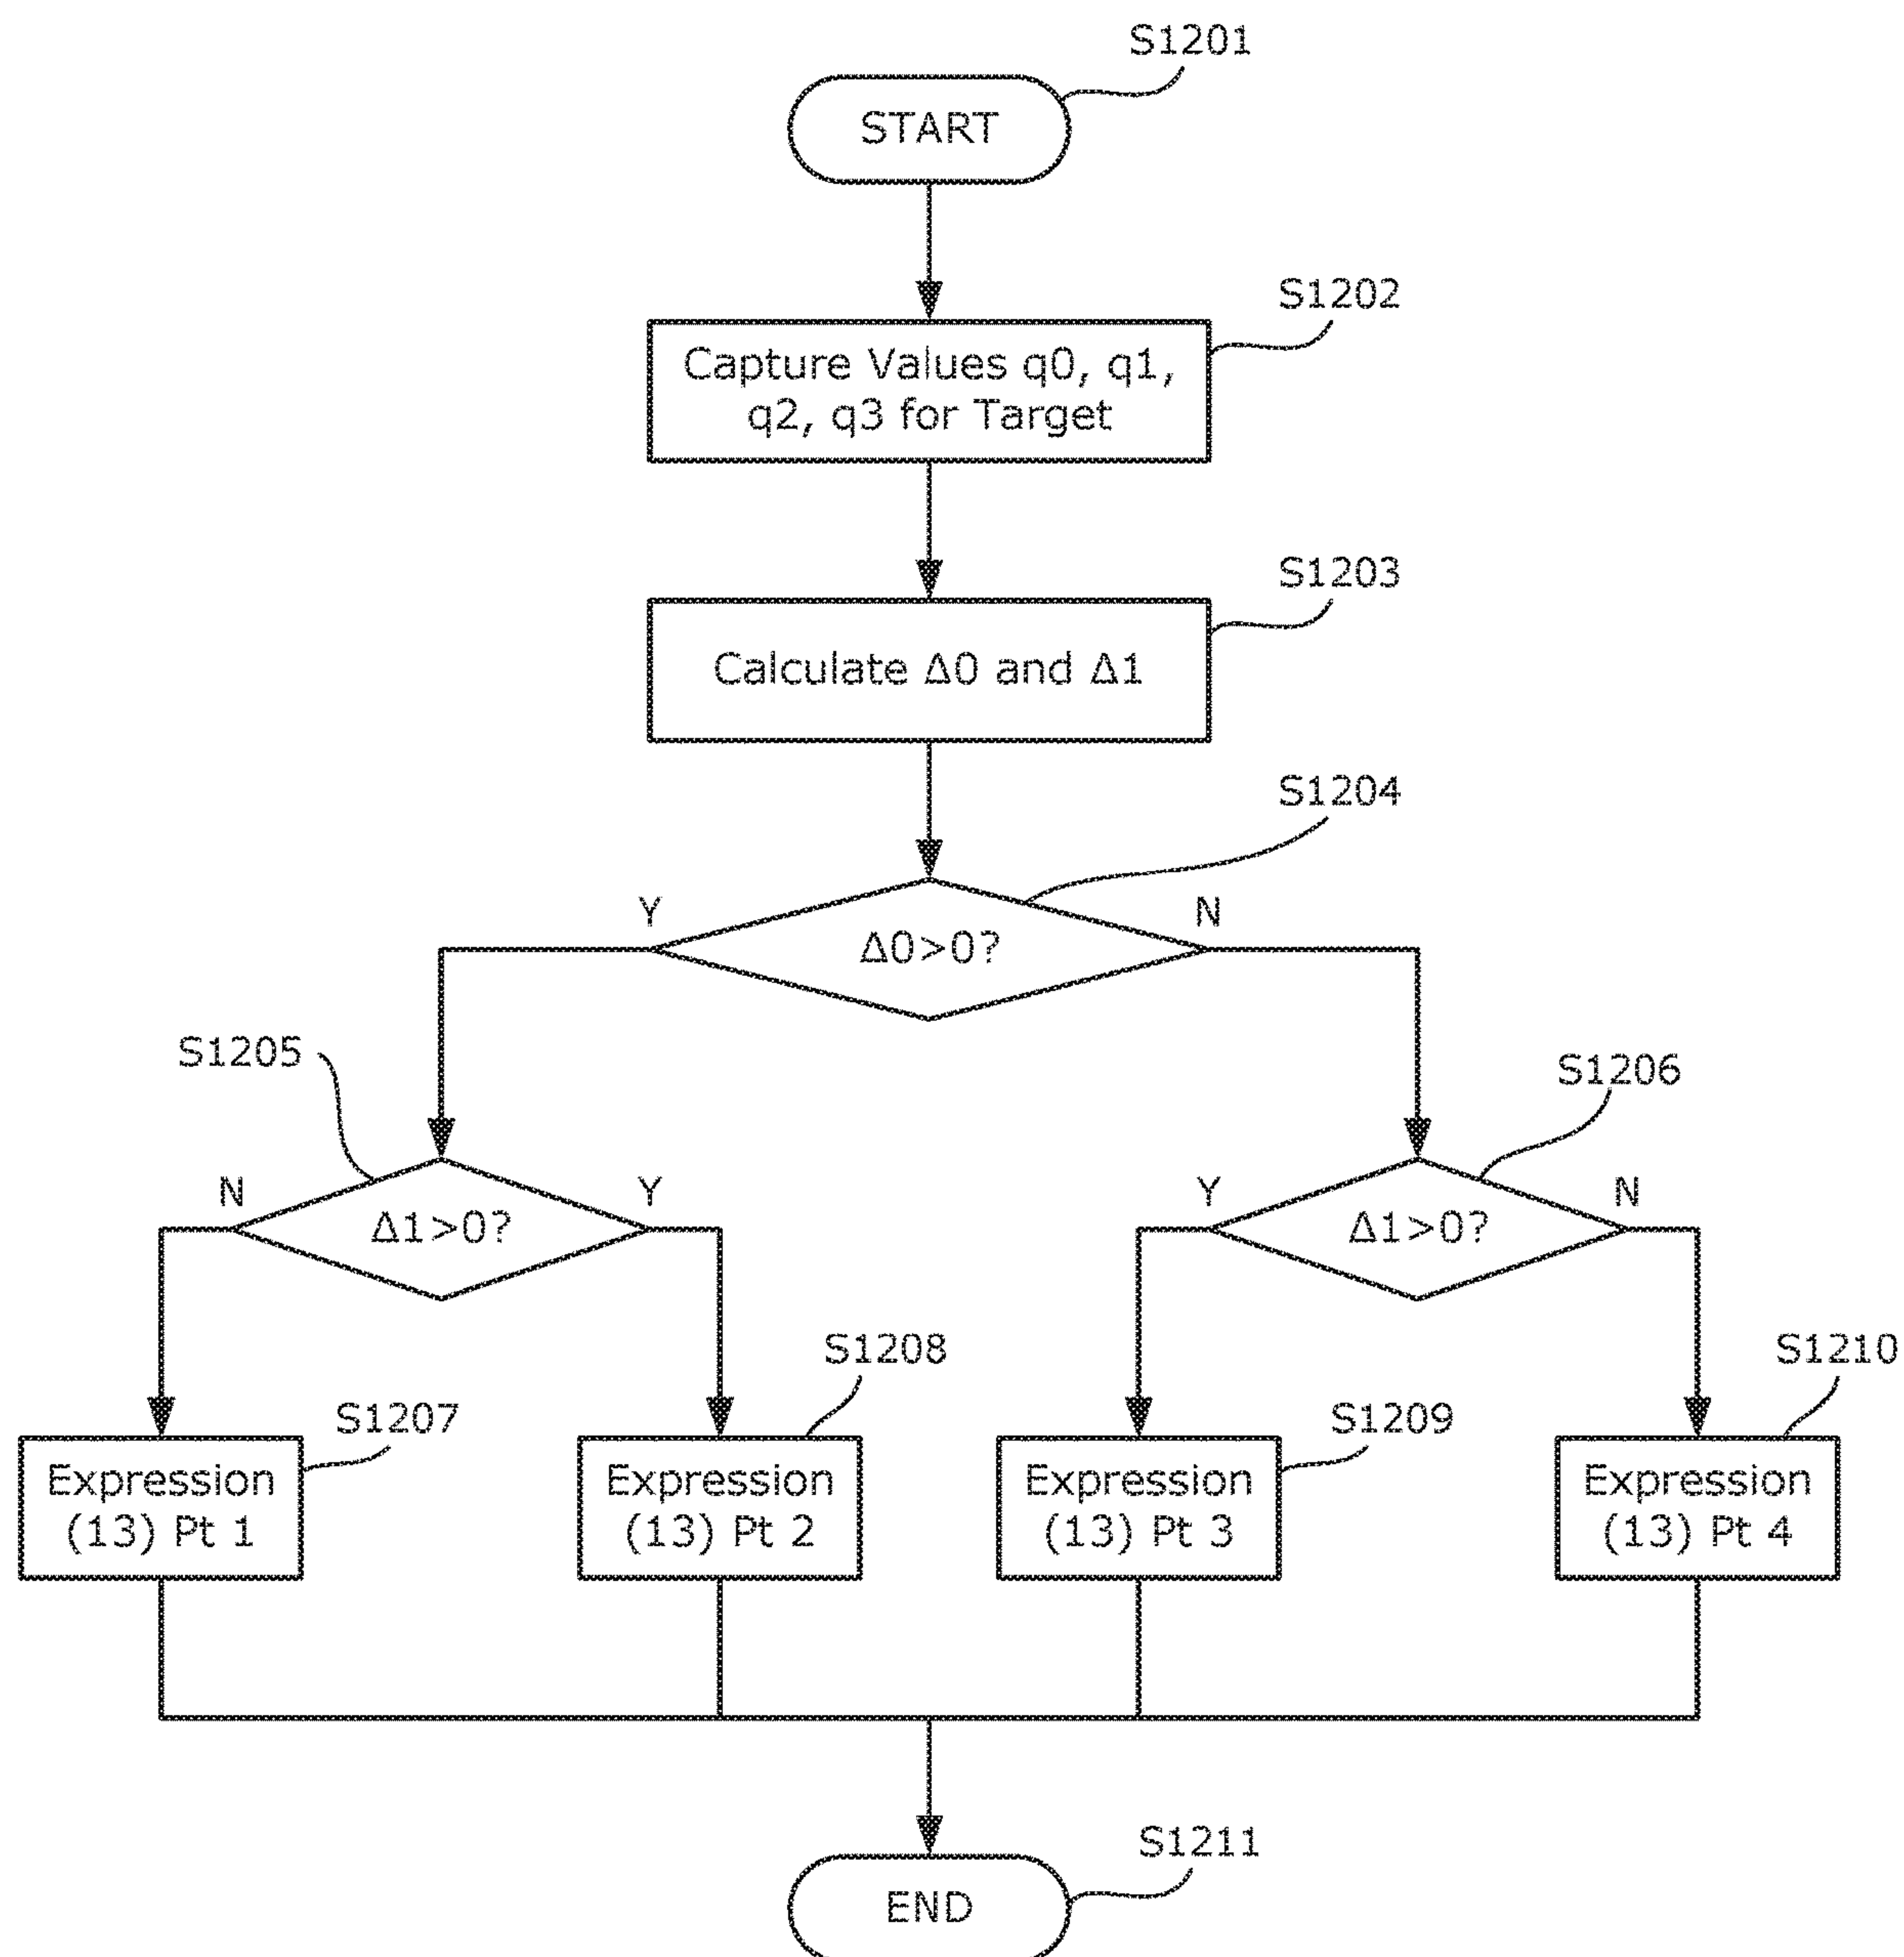 S1201
START
S1202
Capture Values q0, q1,
q2, q3 for Target
S1203
Calculate Δ0 and Δ1
S1204
Y
N
Δ0>0?
S1205
S1206
N
Y
Y
N
Δ1>0?
Δ1>0?
S1208
S1210
S1207
S1209
Expression
(13) Pt 1
Expression
(13) Pt 2
Expression
(13) Pt 3
Expression
(13) Pt 4
S1211
END